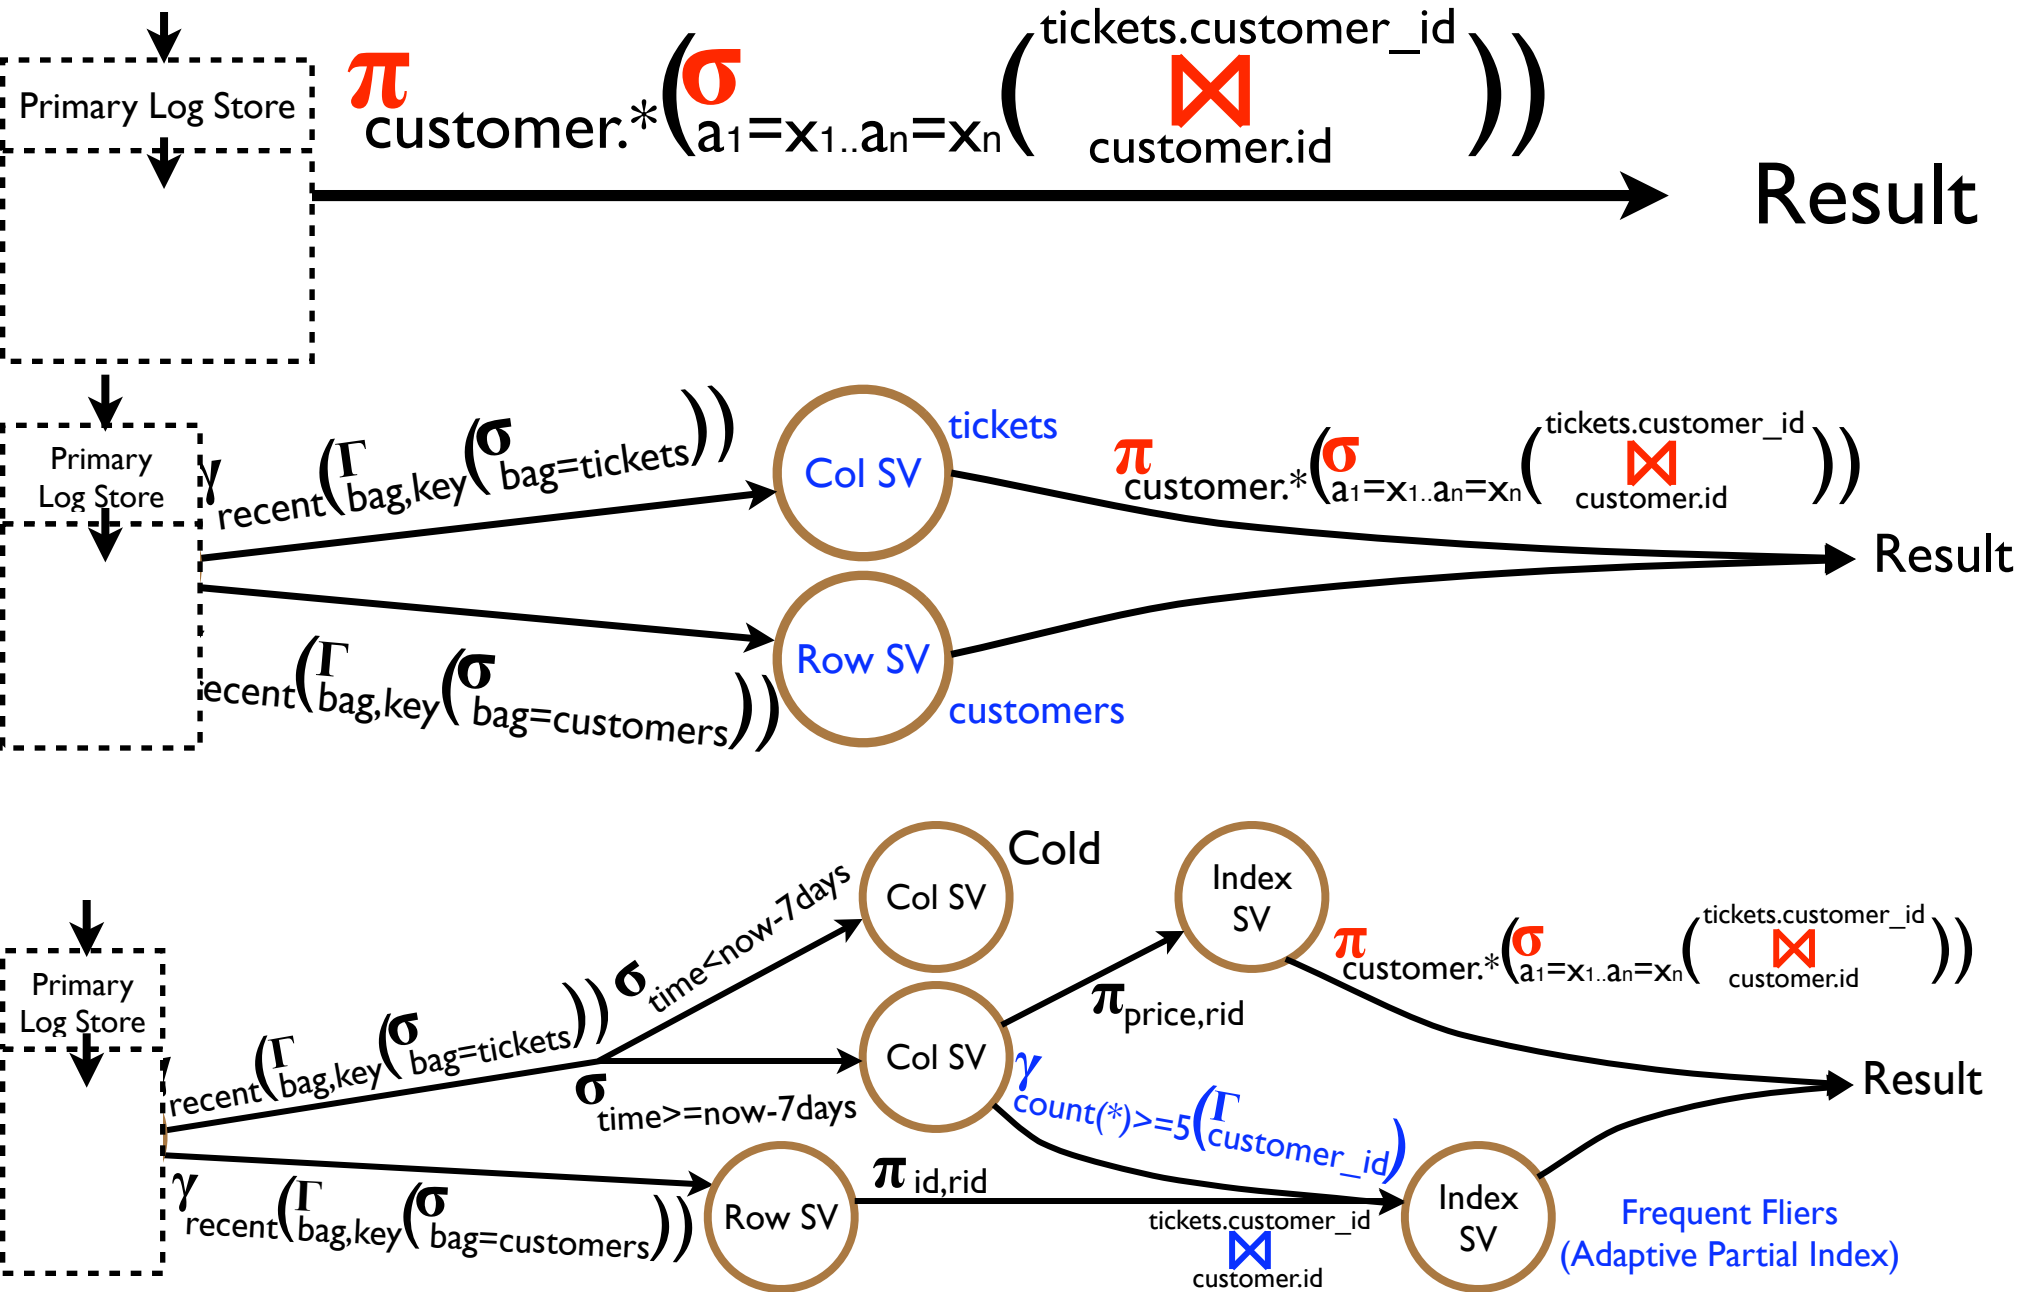 Primary Log Store
π customer.*(σ a1=x1..an=xn(tickets.customer_id ⋈ customer.id))
Result
Primary
Log Store
γ recent(Γ bag,key(σ bag=tickets))
Col SV
tickets
π customer.*(σ a1=x1..an=xn(tickets.customer_id ⋈ customer.id))
Result
ecent(Γ bag,key(σ bag=customers))
Row SV
customers
Primary
Log Store
recent(Γ bag,key(σ bag=tickets))
σ time<now-7days
Col SV
Cold
σ time>=now-7days
Col SV
π price,rid
Index
SV
π customer.*(σ a1=x1..an=xn(tickets.customer_id ⋈ customer.id))
Result
γ count(*)>=5(Γ customer_id)
γ recent(Γ bag,key(σ bag=customers))
Row SV
π id,rid
tickets.customer_id
⋈
customer.id
Index
SV
Frequent Fliers
(Adaptive Partial Index)